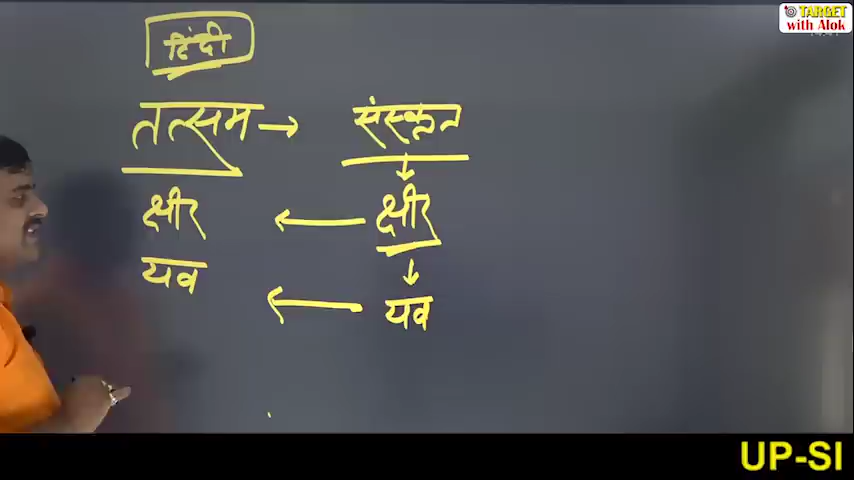 TARGET
with Alok
हिंदी
तत्सम → संस्कृत
↓
क्षीर ← क्षीर
↓
यव ← यव
UP-SI